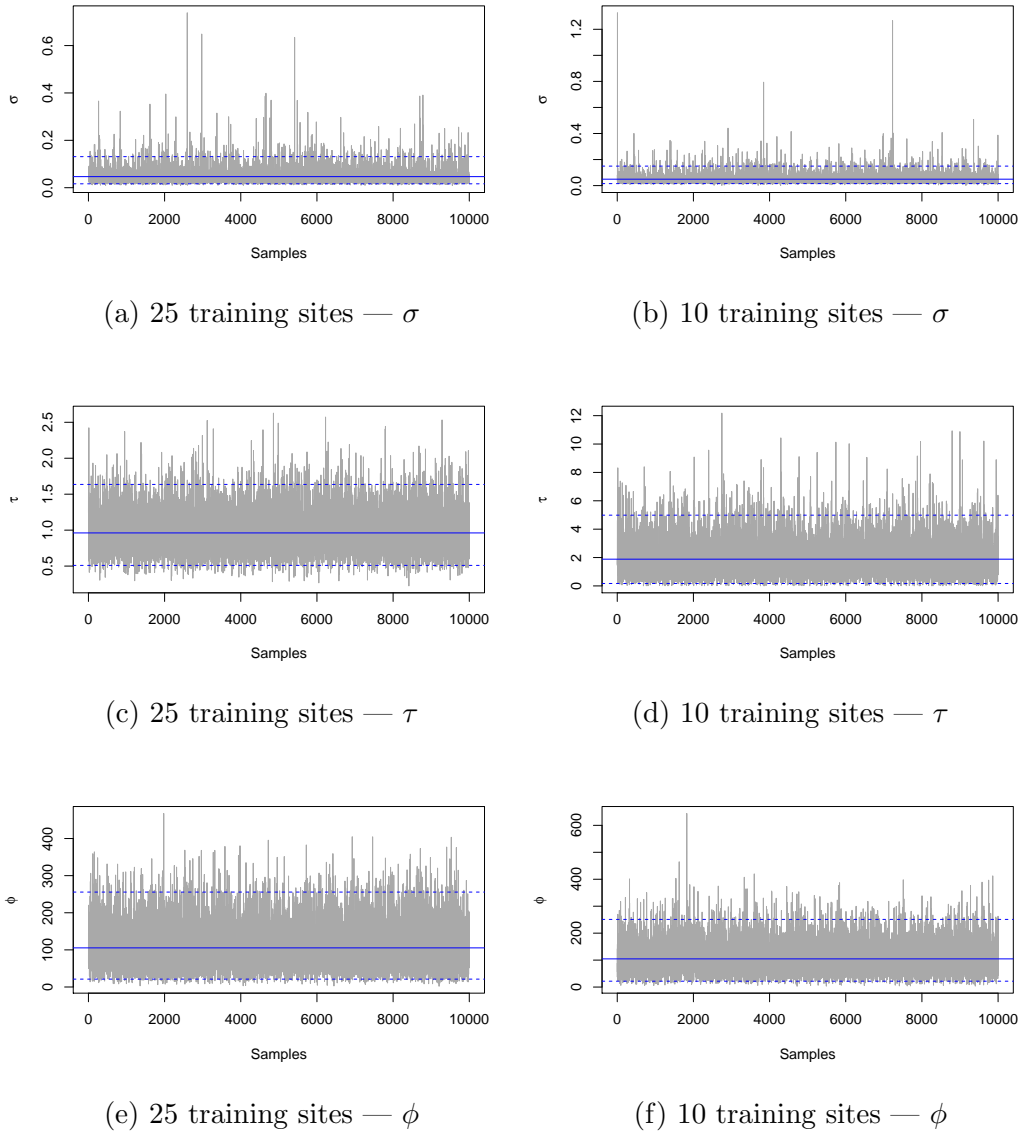 σ
0.0 0.2 0.4 0.6
0 2000 4000 6000 8000 10000
Samples
(a) 25 training sites — σ
σ
0.0 0.4 0.8 1.2
0 2000 4000 6000 8000 10000
Samples
(b) 10 training sites — σ
τ
0.5 1.0 1.5 2.0 2.5
0 2000 4000 6000 8000 10000
Samples
(c) 25 training sites — τ
τ
0 2 4 6 8 10 12
0 2000 4000 6000 8000 10000
Samples
(d) 10 training sites — τ
ϕ
0 100 200 300 400
0 2000 4000 6000 8000 10000
Samples
(e) 25 training sites — ϕ
ϕ
0 200 400 600
0 2000 4000 6000 8000 10000
Samples
(f) 10 training sites — ϕ